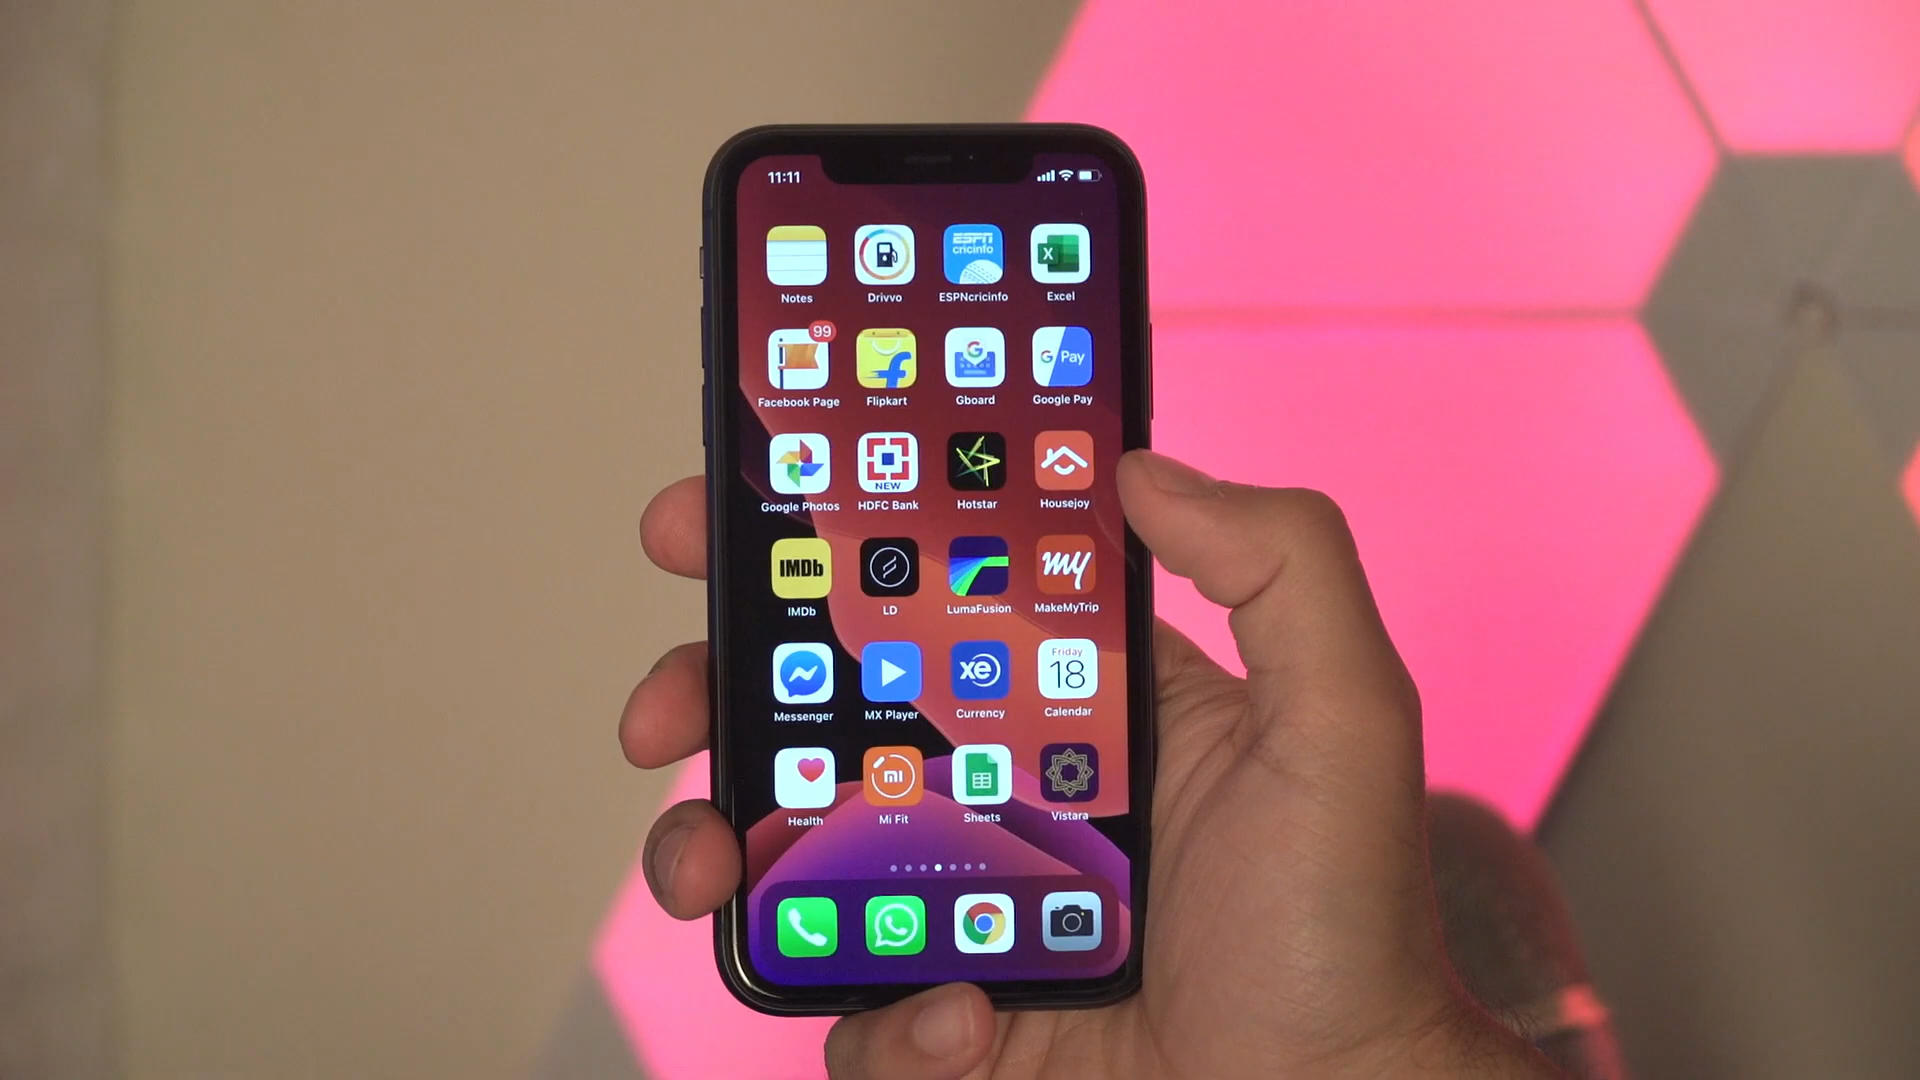 11:11
ESPN
cricinfo
X
Notes Drivvo ESPNcricinfo Excel
99
G
G Pay
Facebook Page Flipkart Gboard Google Pay
NEW
Google Photos HDFC Bank Hotstar Housejoy
IMDb my
IMDb LD LumaFusion MakeMyTrip
xe Friday
18
Messenger MX Player Currency Calendar
mi
Health Mi Fit Sheets Vistara